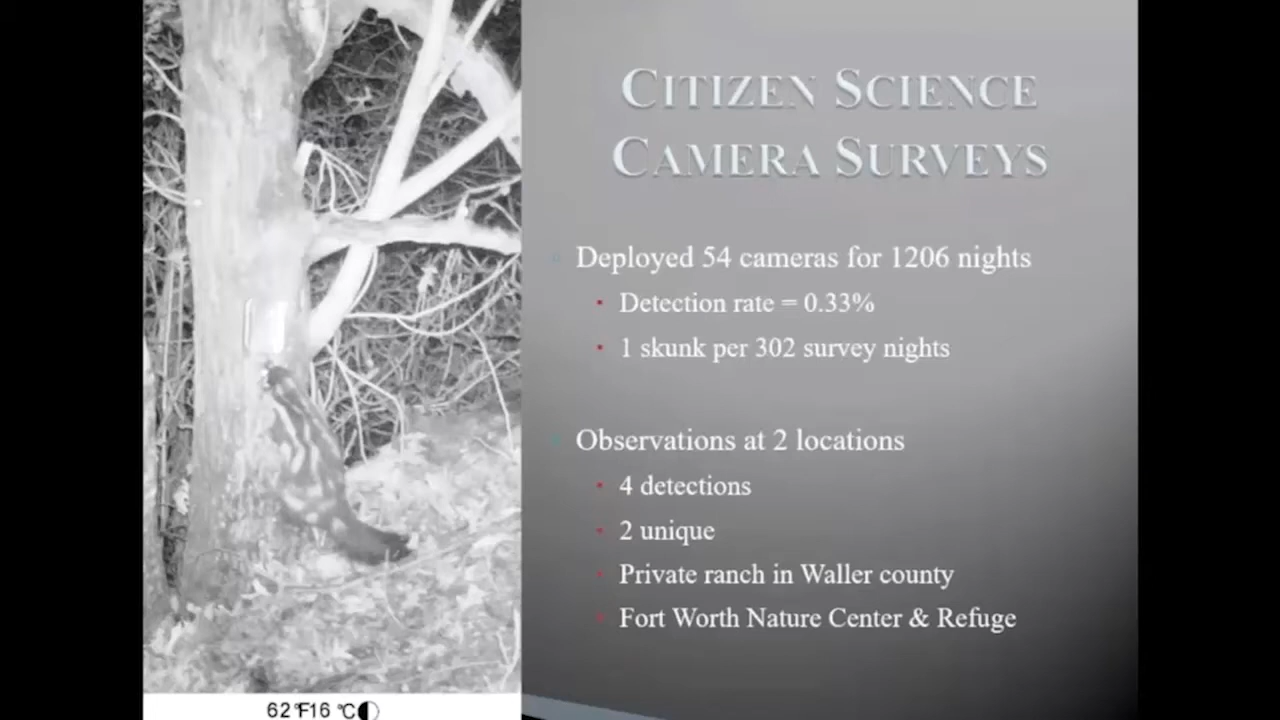 CITIZEN SCIENCE
CAMERA SURVEYS
Deployed 54 cameras for 1206 nights
Detection rate = 0.33%
1 skunk per 302 survey nights
Observations at 2 locations
4 detections
2 unique
Private ranch in Waller county
Fort Worth Nature Center & Refuge
62°F16 °C